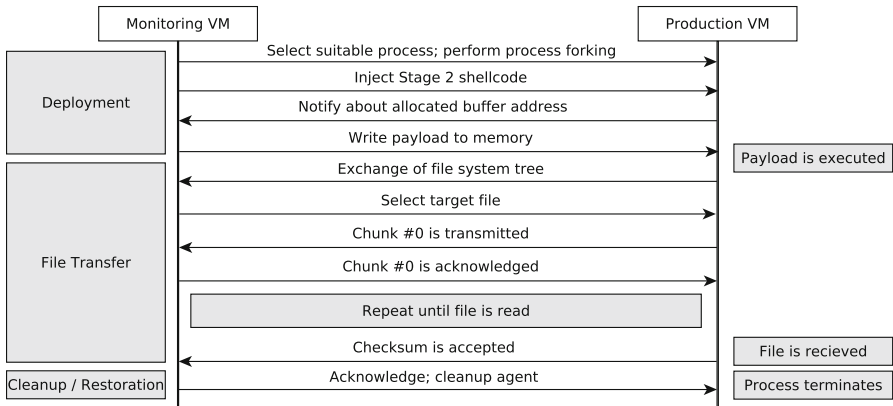 Monitoring VM
Production VM
Select suitable process; perform process forking
Inject Stage 2 shellcode
Deployment
Notify about allocated buffer address
Write payload to memory
Payload is executed
Exchange of file system tree
Select target file
Chunk #0 is transmitted
File Transfer
Chunk #0 is acknowledged
Repeat until file is read
Checksum is accepted
File is recieved
Cleanup / Restoration
Acknowledge; cleanup agent
Process terminates